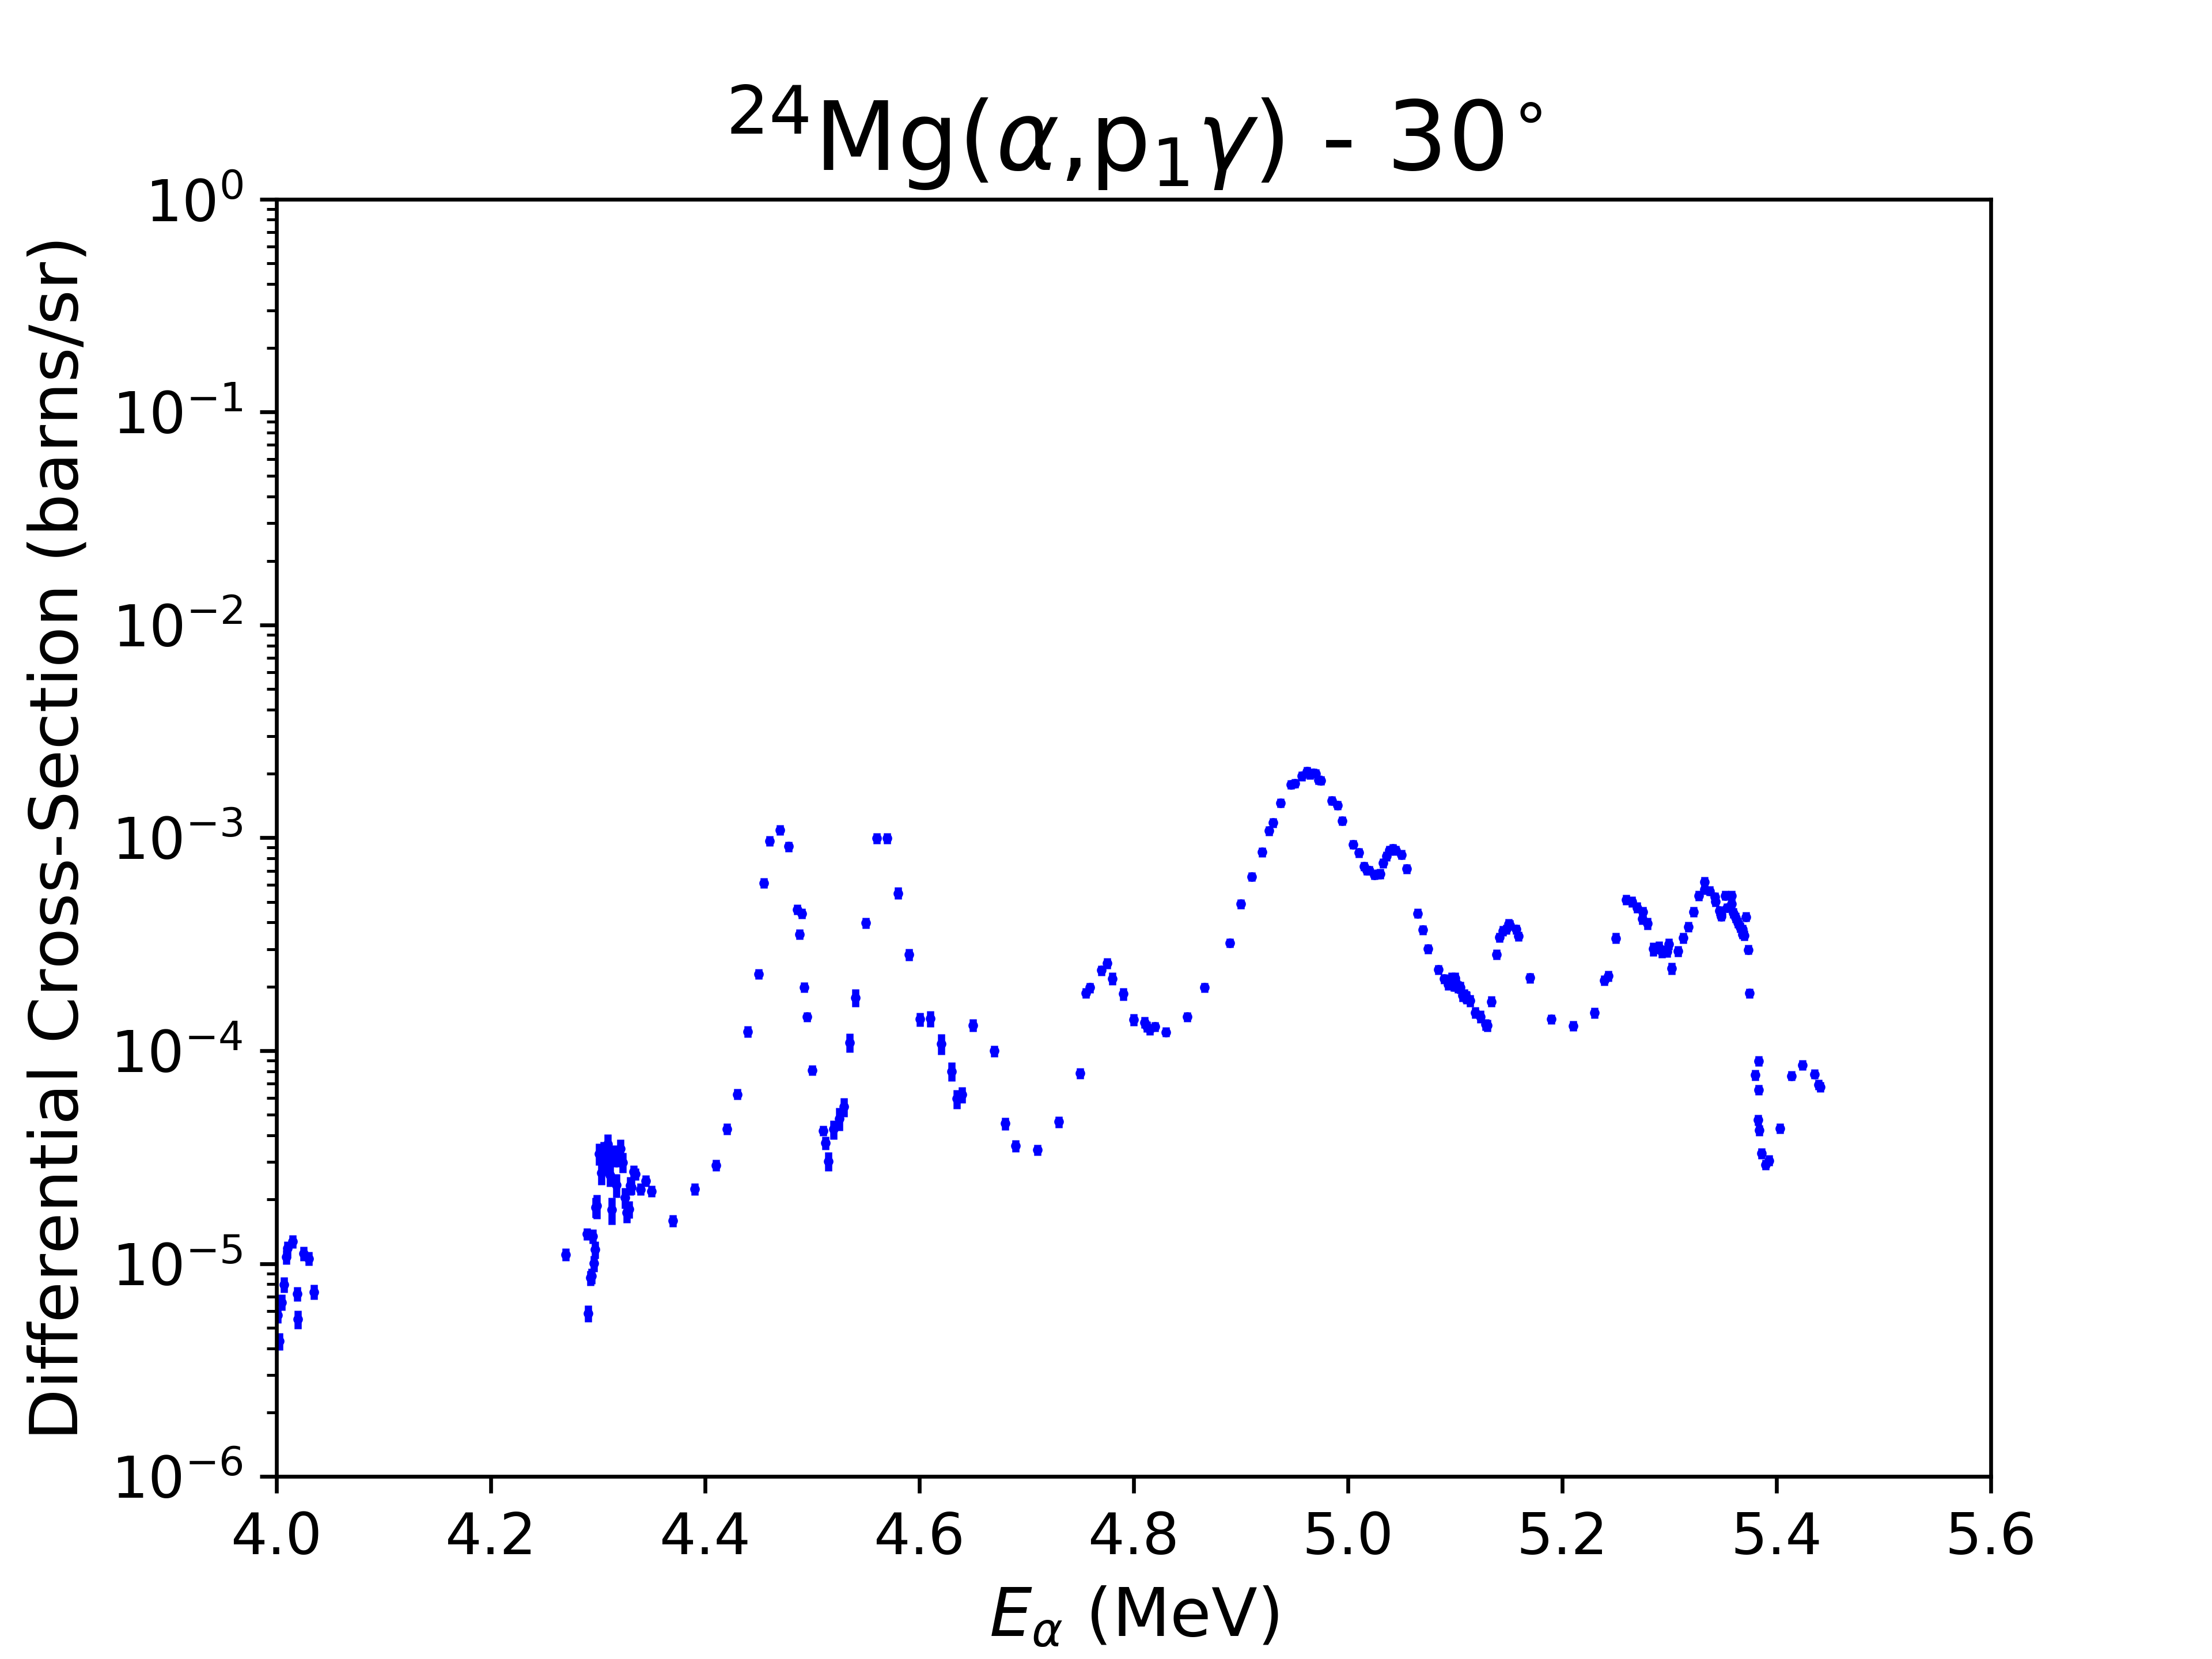 ²⁴Mg(α,p₁γ) - 30°
Differential Cross-Section (barns/sr)
10⁰
10⁻¹
10⁻²
10⁻³
10⁻⁴
10⁻⁵
10⁻⁶
4.0 4.2 4.4 4.6 4.8 5.0 5.2 5.4 5.6
Eα (MeV)